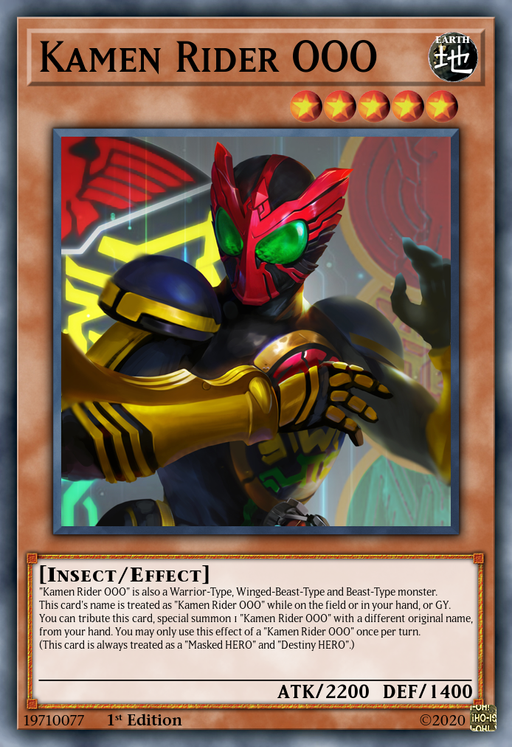 KAMEN RIDER OOO
EARTH
地
[INSECT/EFFECT]
"Kamen Rider OOO" is also a Warrior-Type, Winged-Beast-Type and Beast-Type monster.
This card's name is treated as "Kamen Rider OOO" while on the field or in your hand, or GY.
You can tribute this card, special summon 1 "Kamen Rider OOO" with a different original name,
from your hand. You may only use this effect of a "Kamen Rider OOO" once per turn.
(This card is always treated as a "Masked HERO" and "Destiny HERO".)
ATK/2200 DEF/1400
19710077 1st Edition ©2020